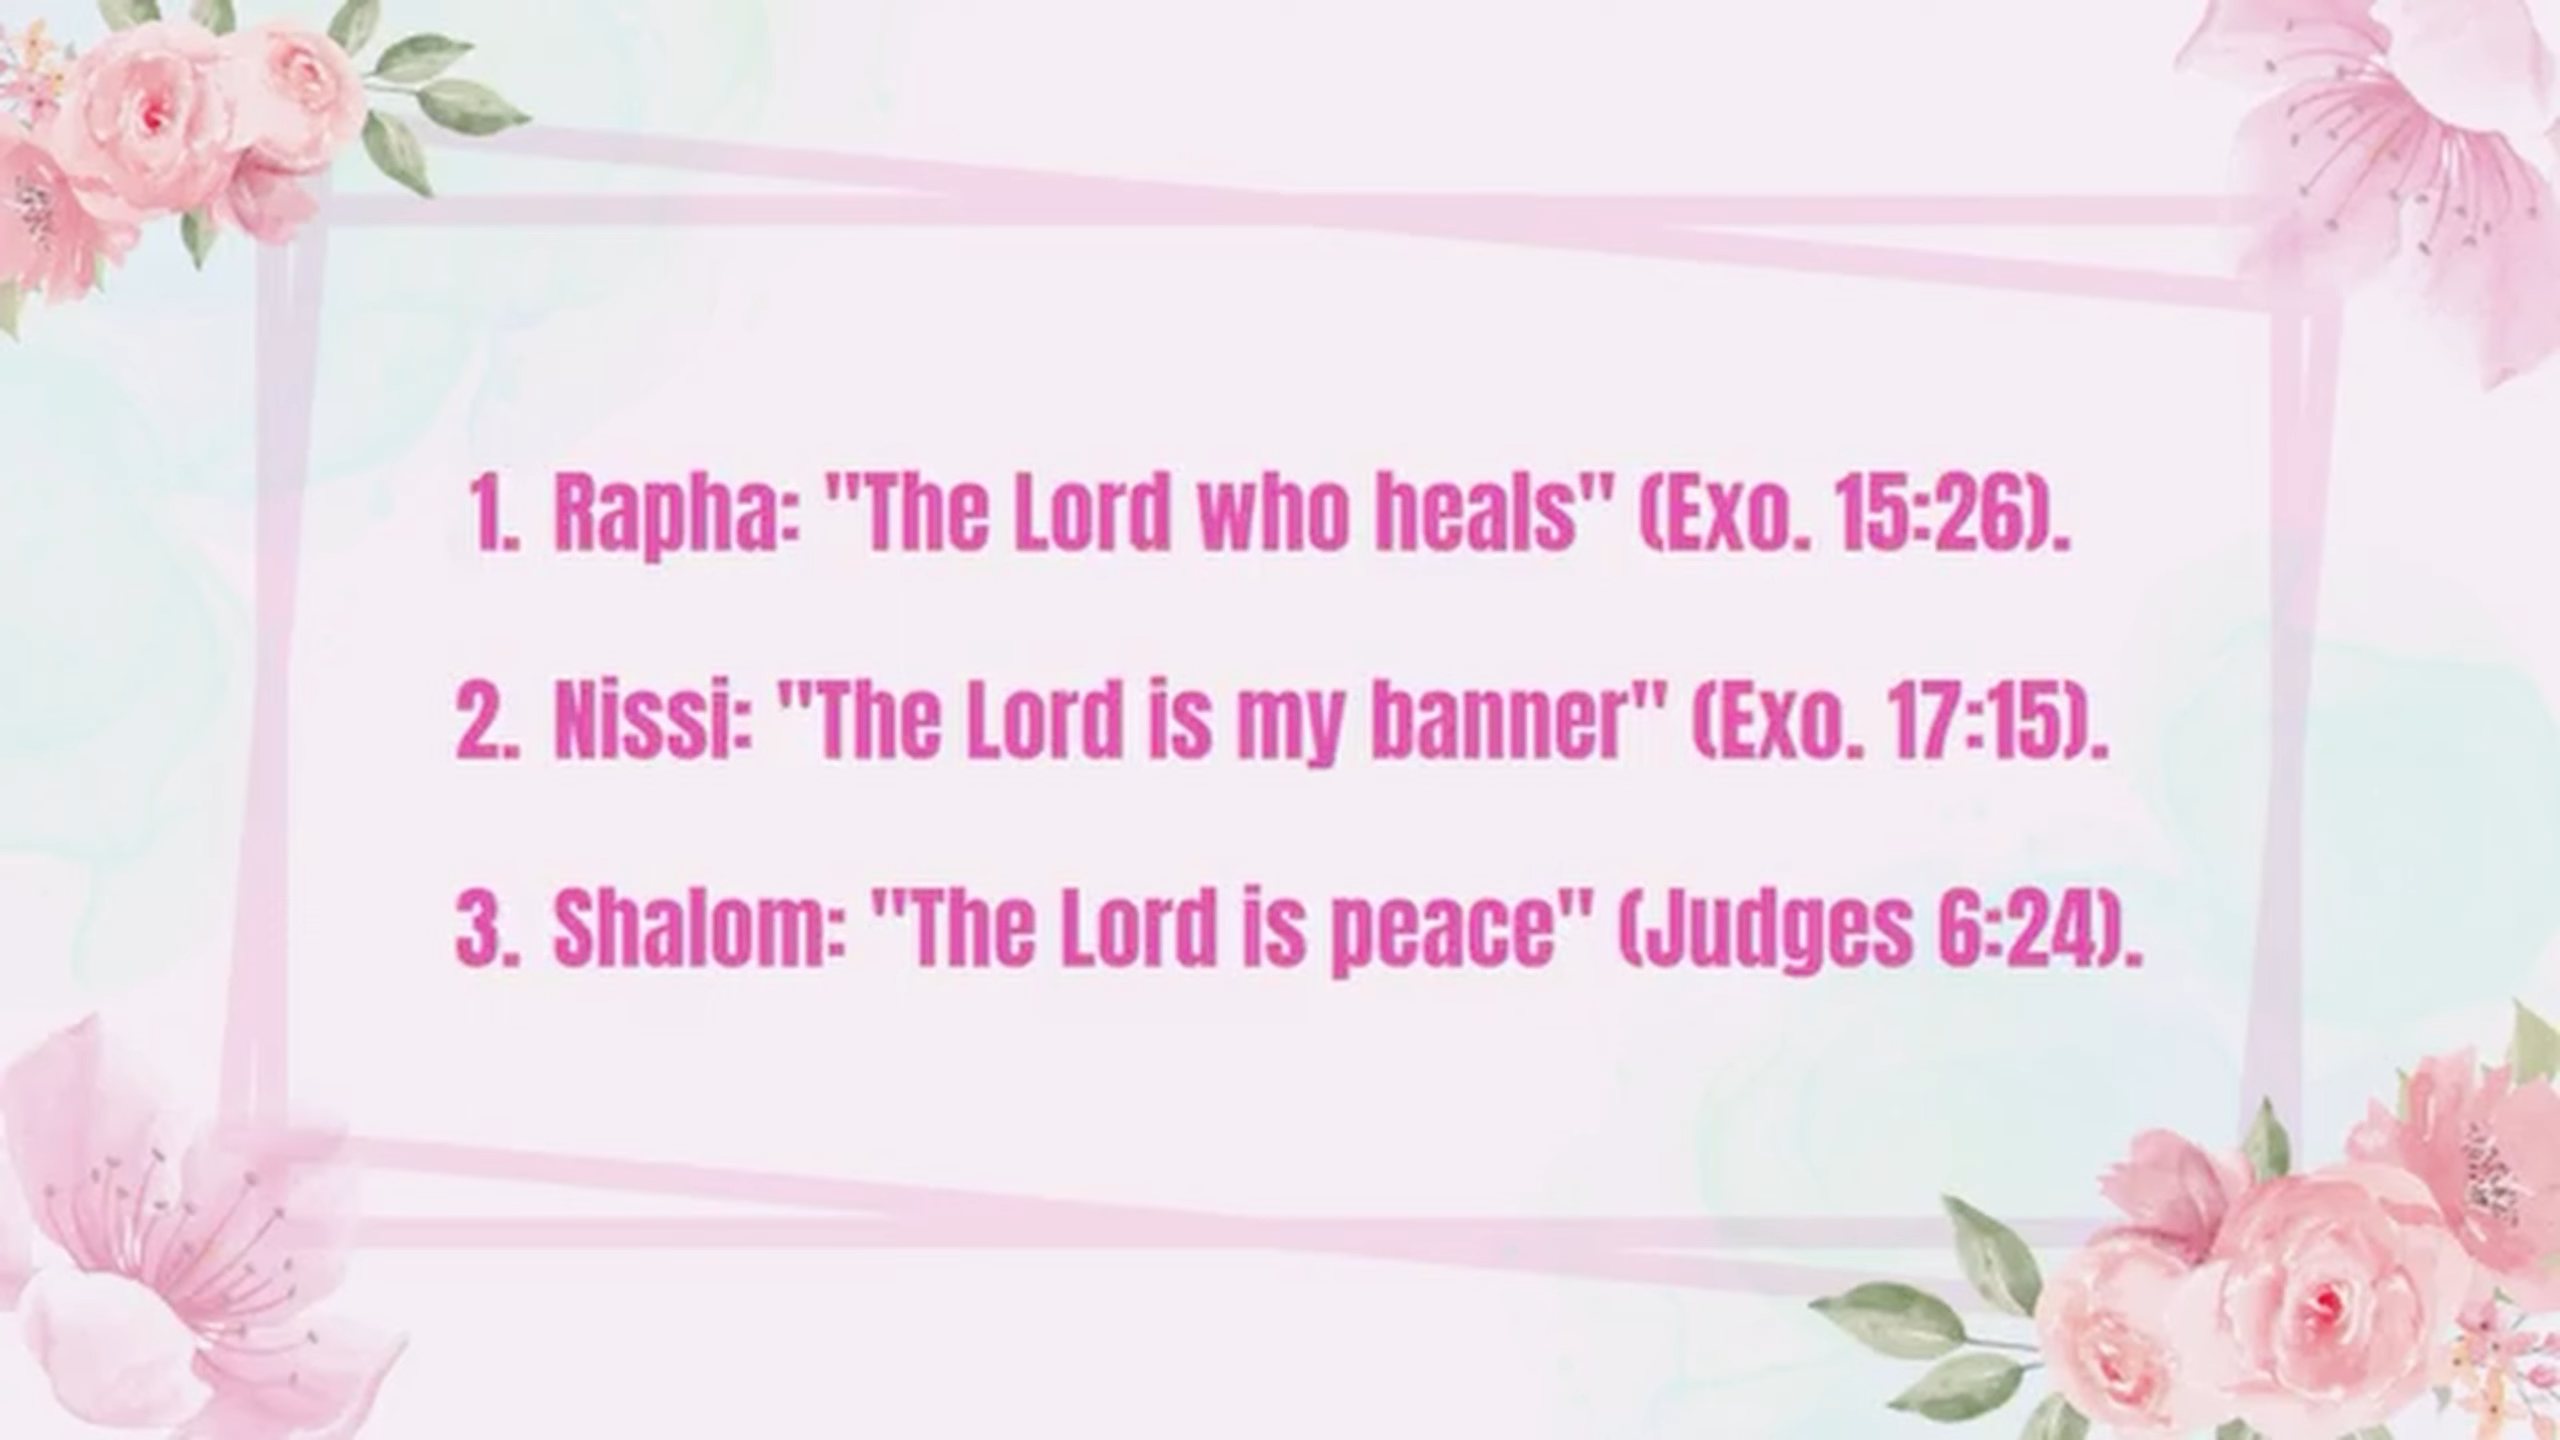 1. Rapha: "The Lord who heals" (Exo. 15:26).
2. Nissi: "The Lord is my banner" (Exo. 17:15).
3. Shalom: "The Lord is peace" (Judges 6:24).